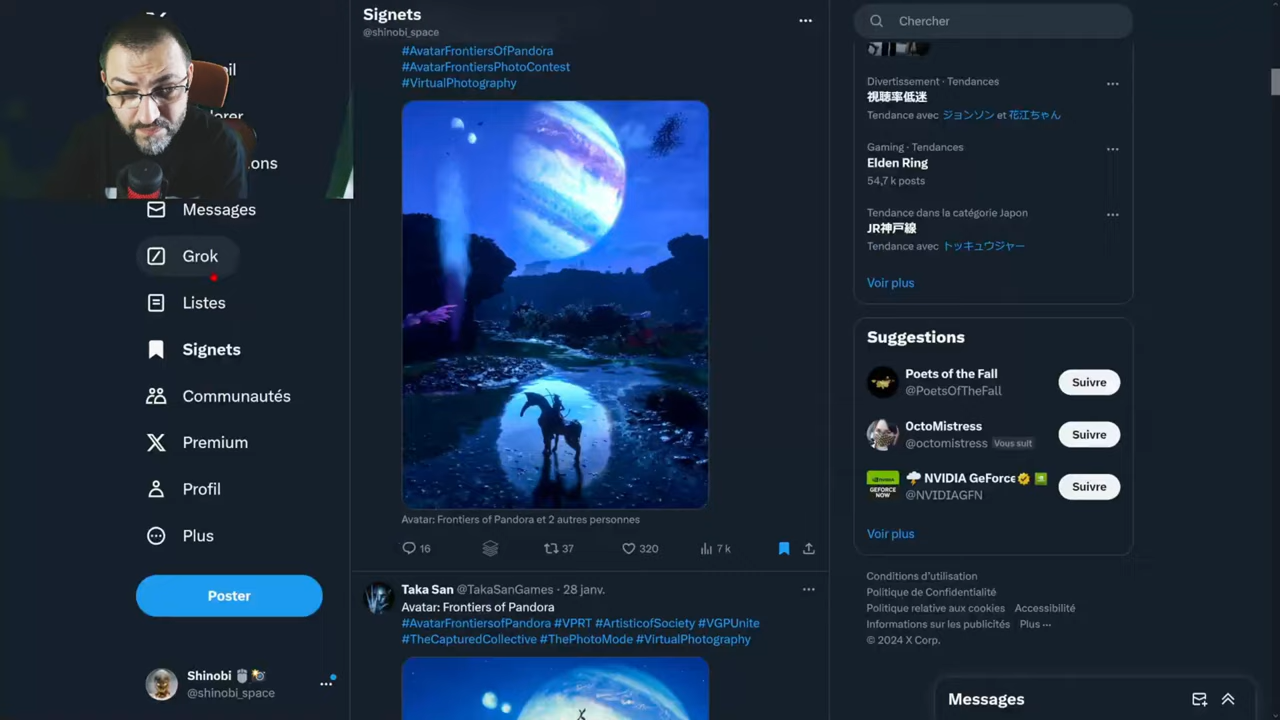 Signets
@shinobi_space
#AvatarFrontiersOfPandora
#AvatarFrontiersPhotoContest
#VirtualPhotography
Avatar: Frontiers of Pandora et 2 autres personnes
16
37
320
7 k
Taka San @TakaSanGames · 28 janv.
Avatar: Frontiers of Pandora
#AvatarFrontiersofPandora #VPRT #ArtisticofSociety #VGPUnite
#TheCapturedCollective #ThePhotoMode #VirtualPhotography
Messages
Grok
Listes
Signets
Communautés
Premium
Profil
Plus
Poster
Shinobi
@shinobi_space
Chercher
Divertissement · Tendances
視聴率低迷
Tendance avec ジョンソン et 花江ちゃん
Gaming · Tendances
Elden Ring
54,7 k posts
Tendance dans la catégorie Japon
JR神戸線
Tendance avec トッキュウジャー
Voir plus
Suggestions
Poets of the Fall
@PoetsOfTheFall
Suivre
OctoMistress
@octomistress Vous suit
Suivre
NVIDIA GeForce
@NVIDIAGFN
Suivre
GEFORCE
NOW
Voir plus
Conditions d'utilisation
Politique de Confidentialité
Politique relative aux cookies Accessibilité
Informations sur les publicités Plus ···
© 2024 X Corp.
Messages